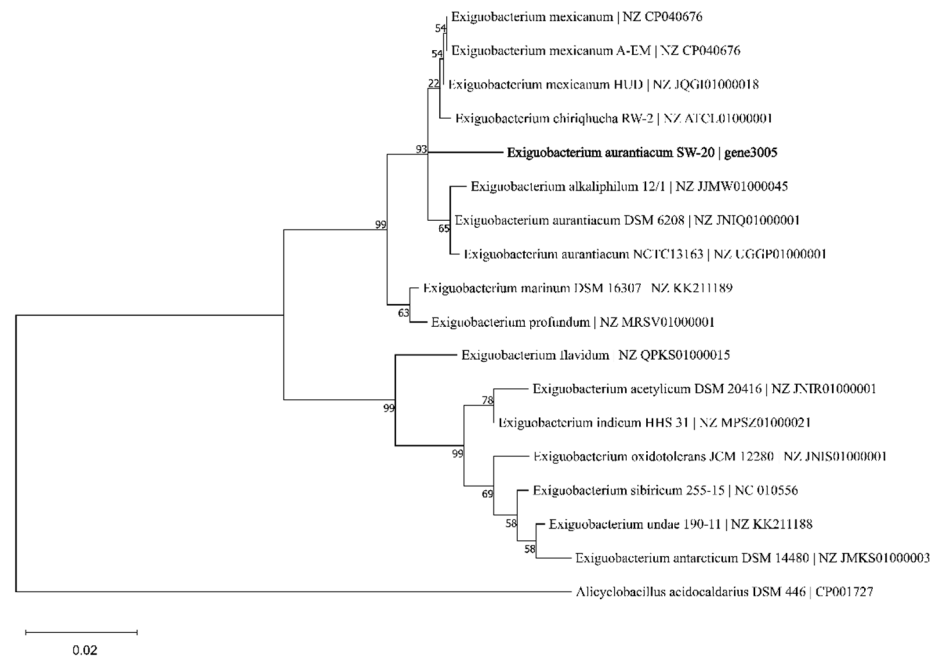 54
Exiguobacterium mexicanum | NZ CP040676
54
Exiguobacterium mexicanum A-EM | NZ CP040676
22
Exiguobacterium mexicanum HUD | NZ JQGI01000018
Exiguobacterium chiriqhucha RW-2 | NZ ATCL01000001
93
Exiguobacterium aurantiacum SW-20 | gene3005
Exiguobacterium alkaliphilum 12/1 | NZ JJMW01000045
99
65
Exiguobacterium aurantiacum DSM 6208 | NZ JNIQ01000001
Exiguobacterium aurantiacum NCTC13163 | NZ UGGP01000001
Exiguobacterium marinum DSM 16307 NZ KK211189
63
Exiguobacterium profundum | NZ MRSV01000001
Exiguobacterium flavidum NZ QPKS01000015
99
Exiguobacterium acetylicum DSM 20416 | NZ JNIR01000001
78
Exiguobacterium indicum HHS 31 | NZ MPSZ01000021
99
Exiguobacterium oxidotolerans JCM 12280 NZ JNIS01000001
69
Exiguobacterium sibiricum 255-15 | NC 010556
58
Exiguobacterium undae 190-11 | NZ KK211188
58
Exiguobacterium antarcticum DSM 14480 | NZ JMKS01000003
Alicyclobacillus acidocaldarius DSM 446 | CP001727
0.02